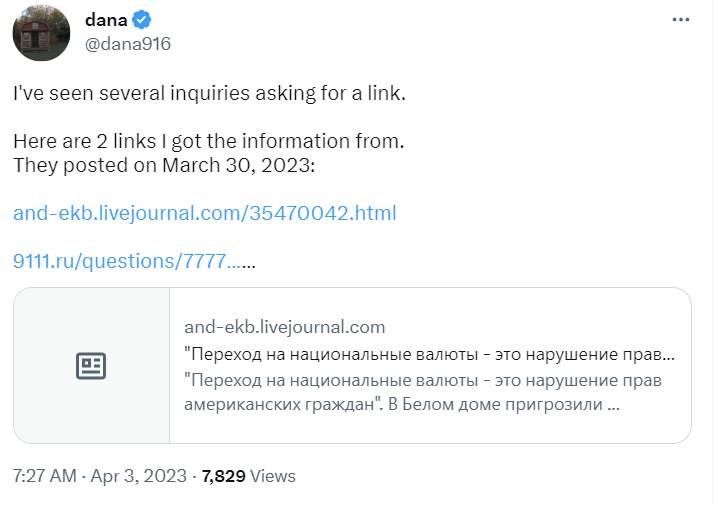 dana
@dana916
I've seen several inquiries asking for a link.
Here are 2 links I got the information from.
They posted on March 30, 2023:
and-ekb.livejournal.com/35470042.html
9111.ru/questions/7777......
and-ekb.livejournal.com
"Переход на национальные валюты - это нарушение прав...
"Переход на национальные валюты - это нарушение прав
американских граждан". В Белом доме пригрозили ...
7:27 AM · Apr 3, 2023 · 7,829 Views